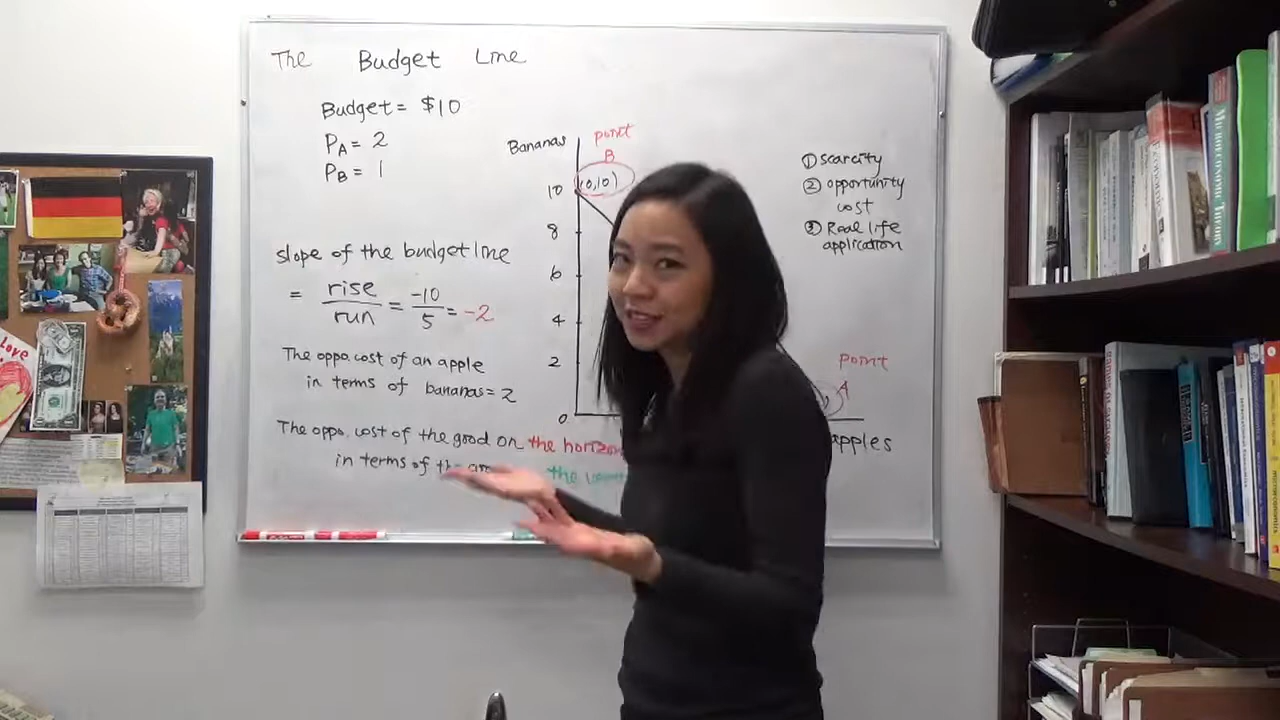 The Budget Line
Budget = $10
PA = 2
PB = 1
slope of the budget line
= rise/run = -10/5 = -2
The oppo. cost of an apple
in terms of bananas = 2
The oppo. cost of the good on the
in terms of
the
Bananas
point
B
(0,10)
10
8
6
4
2
0
① scarcity
② opportunity
cost
③ Real life
application
point
A
apples
Love
MICROECONOMIC THEORY